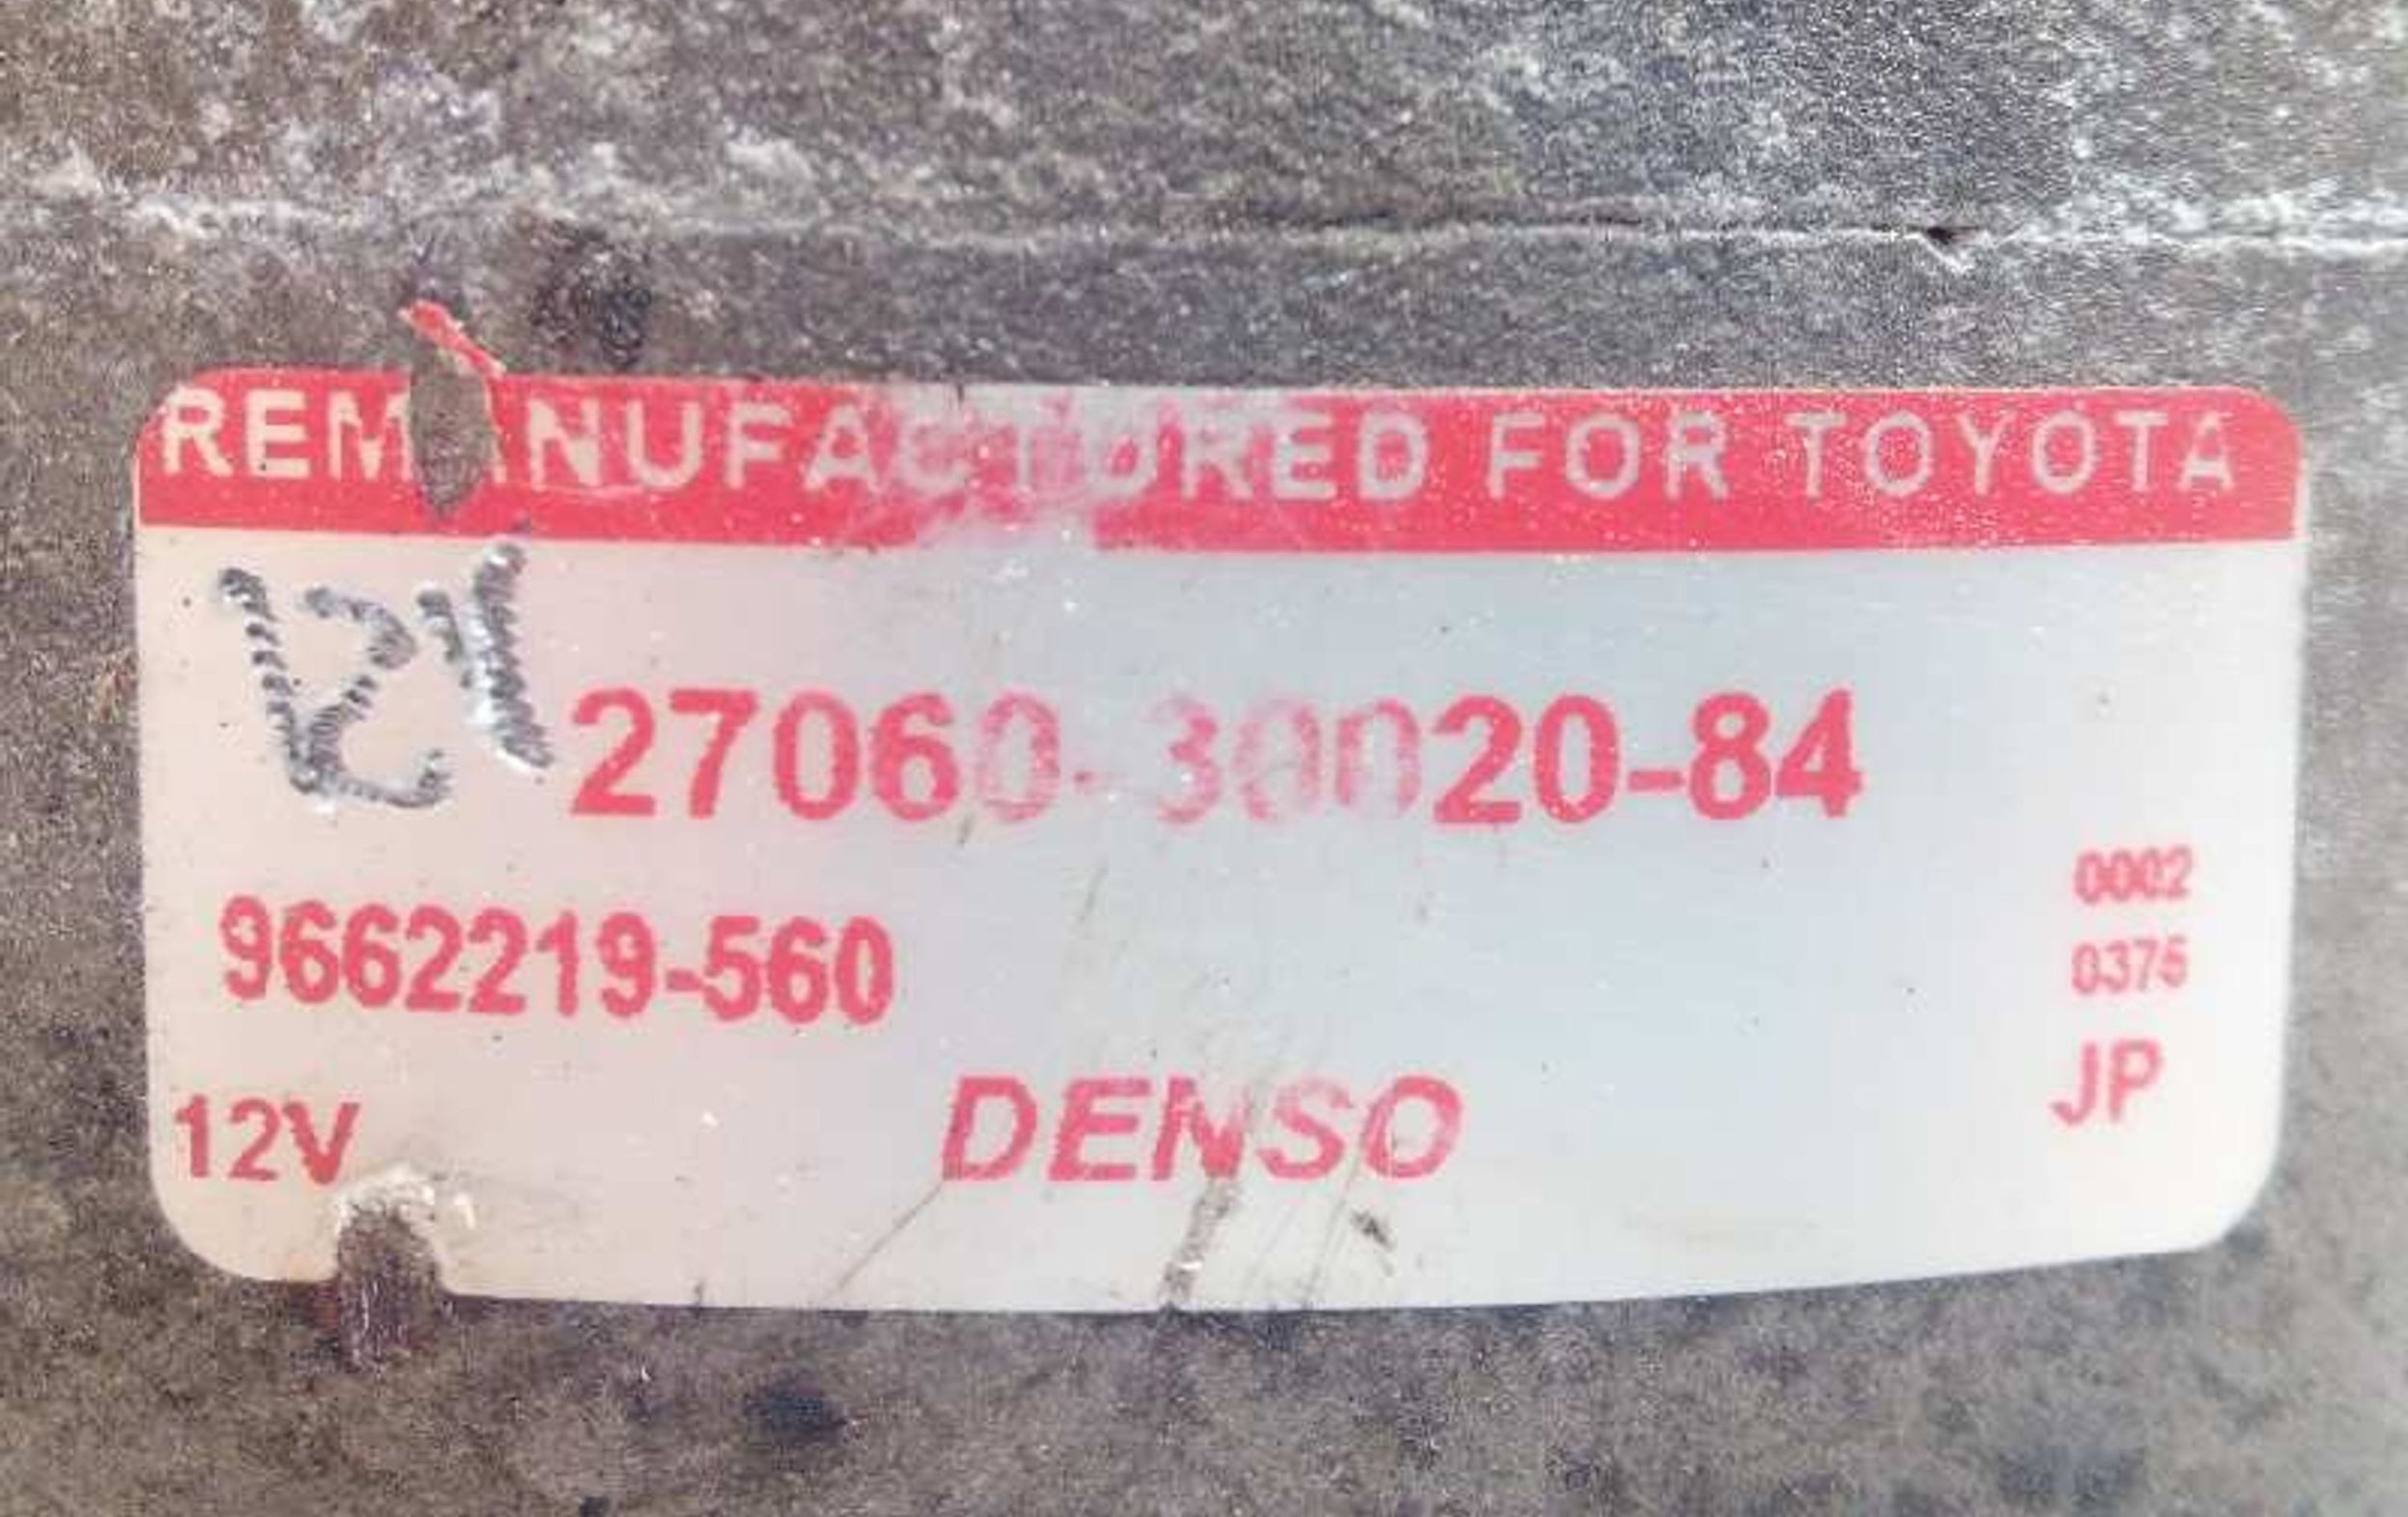 REMANUFACTURED FOR TOYOTA
27060-30020-84
0002
9662219-560
0375
JP
12V
DENSO